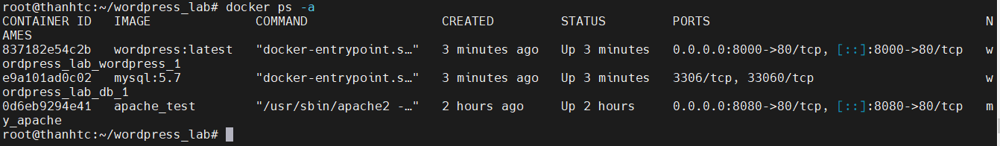 root@thanhtc:~/wordpress_lab# docker ps -a
CONTAINER ID   IMAGE              COMMAND                  CREATED         STATUS         PORTS                                     N
AMES
837182e54c2b   wordpress:latest   "docker-entrypoint.s…"   3 minutes ago   Up 3 minutes   0.0.0.0:8000->80/tcp, [::]:8000->80/tcp   w
ordpress_lab_wordpress_1
e9a101ad0c02   mysql:5.7          "docker-entrypoint.s…"   3 minutes ago   Up 3 minutes   3306/tcp, 33060/tcp                       w
ordpress_lab_db_1
0d6eb9294e41   apache_test        "/usr/sbin/apache2 -…"   2 hours ago     Up 2 hours     0.0.0.0:8080->80/tcp, [::]:8080->80/tcp   m
y_apache
root@thanhtc:~/wordpress_lab#